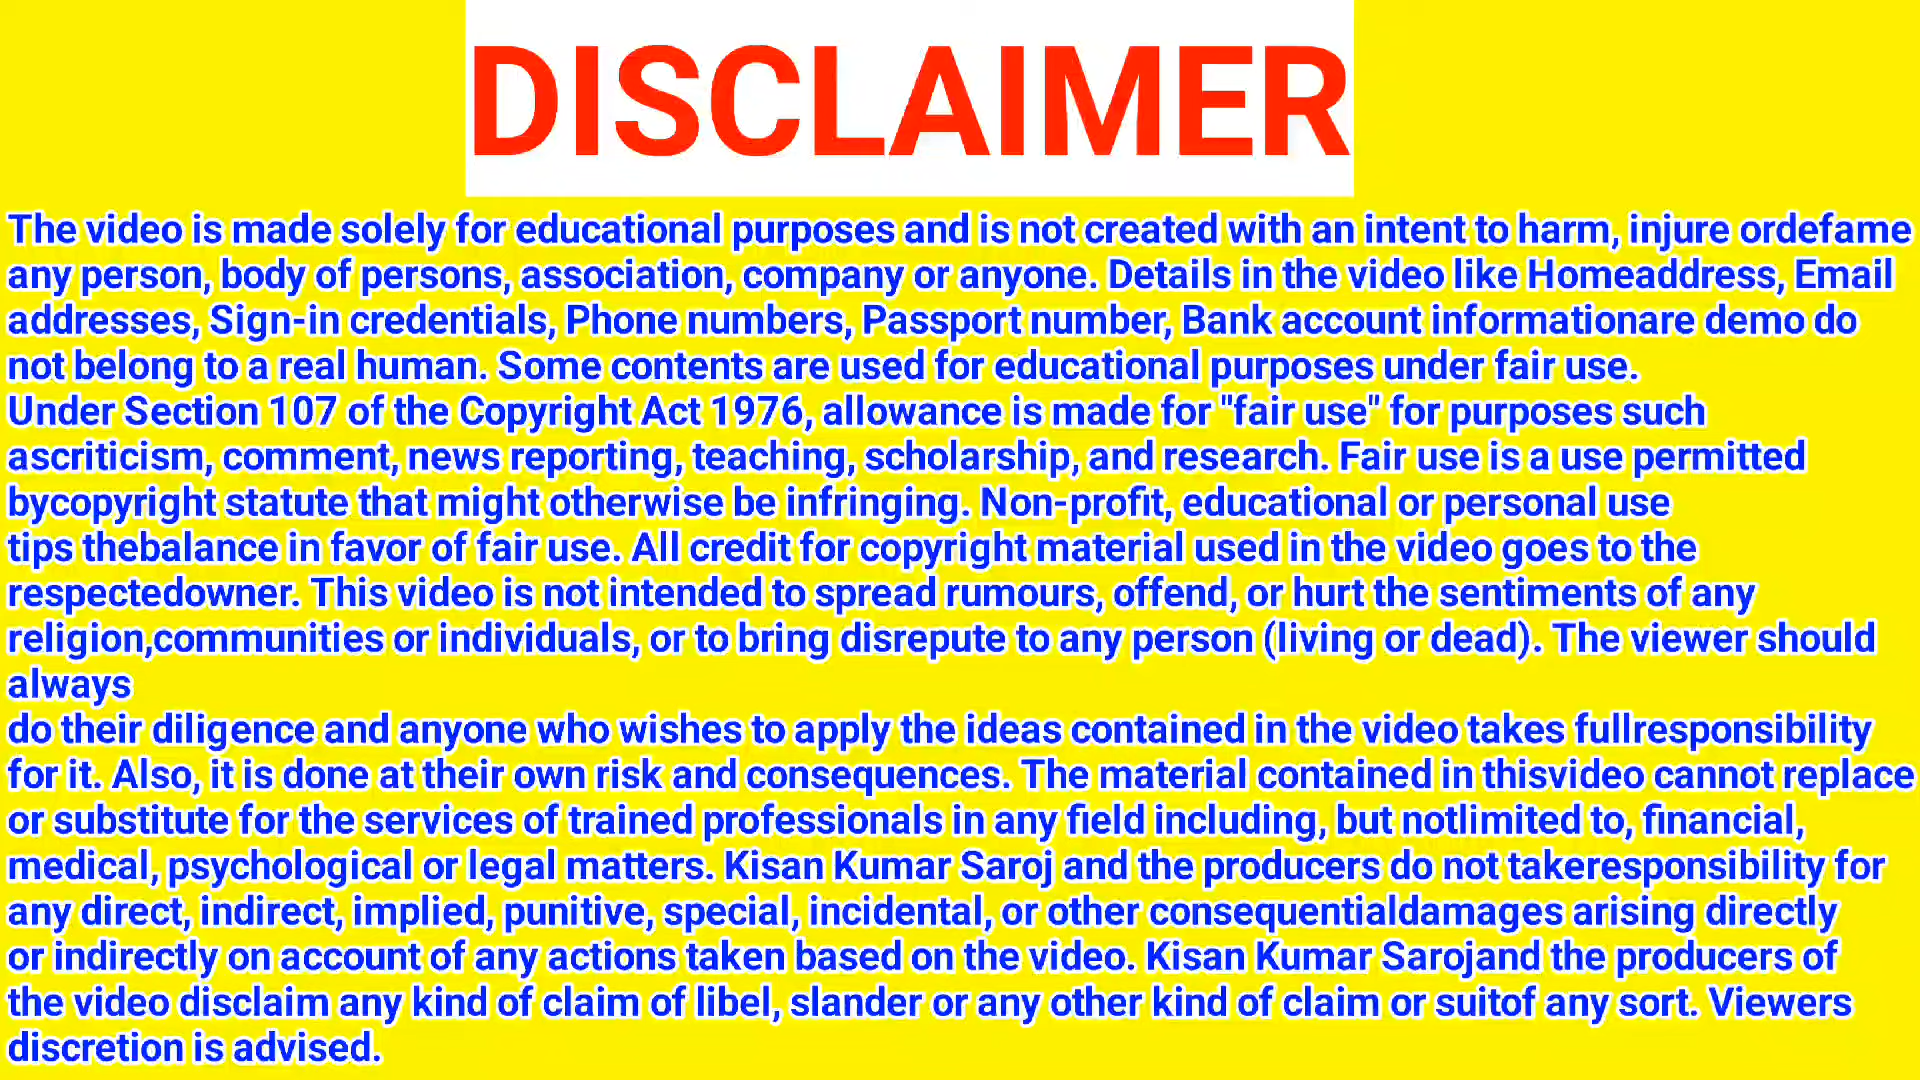 DISCLAIMER
The video is made solely for educational purposes and is not created with an intent to harm, injure ordefame
any person, body of persons, association, company or anyone. Details in the video like Homeaddress, Email
addresses, Sign-in credentials, Phone numbers, Passport number, Bank account informationare demo do
not belong to a real human. Some contents are used for educational purposes under fair use.
Under Section 107 of the Copyright Act 1976, allowance is made for "fair use" for purposes such
ascriticism, comment, news reporting, teaching, scholarship, and research. Fair use is a use permitted
bycopyright statute that might otherwise be infringing. Non-profit, educational or personal use
tips thebalance in favor of fair use. All credit for copyright material used in the video goes to the
respectedowner. This video is not intended to spread rumours, offend, or hurt the sentiments of any
religion,communities or individuals, or to bring disrepute to any person (living or dead). The viewer should
always
do their diligence and anyone who wishes to apply the ideas contained in the video takes fullresponsibility
for it. Also, it is done at their own risk and consequences. The material contained in thisvideo cannot replace
or substitute for the services of trained professionals in any field including, but notlimited to, financial,
medical, psychological or legal matters. Kisan Kumar Saroj and the producers do not takeresponsibility for
any direct, indirect, implied, punitive, special, incidental, or other consequentialdamages arising directly
or indirectly on account of any actions taken based on the video. Kisan Kumar Sarojand the producers of
the video disclaim any kind of claim of libel, slander or any other kind of claim or suitof any sort. Viewers
discretion is advised.